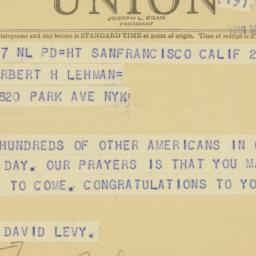 UNION
JOSEPH L. EGAN
PRESIDENT
telegrams and day letters is STANDARD TIME at point of origin. Time of receipt is
7 NL PD=HT SANFRANCISCO CALIF 2
RBERT H LEHMAN=
820 PARK AVE NYK
HUNDREDS OF OTHER AMERICANS IN
DAY. OUR PRAYERS IS THAT YOU MA
TO COME. CONGRATULATIONS TO YO
DAVID LEVY.